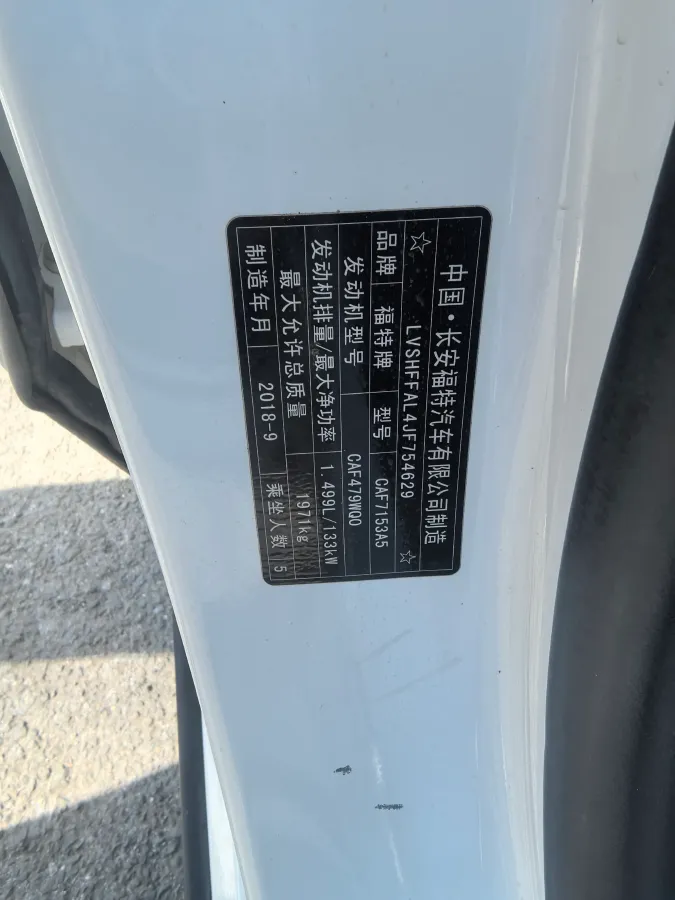 中国·长安福特汽车有限公司制造
☆ LVSHFFAL4JF754629 ☆
品牌 福特牌 型号 CAF7153A5
发动机型号 CAF479WQ0
发动机排量/最大净功率 1.499L/133kW
最大允许总质量 1971kg
制造年月 2018-9 乘坐人数 5